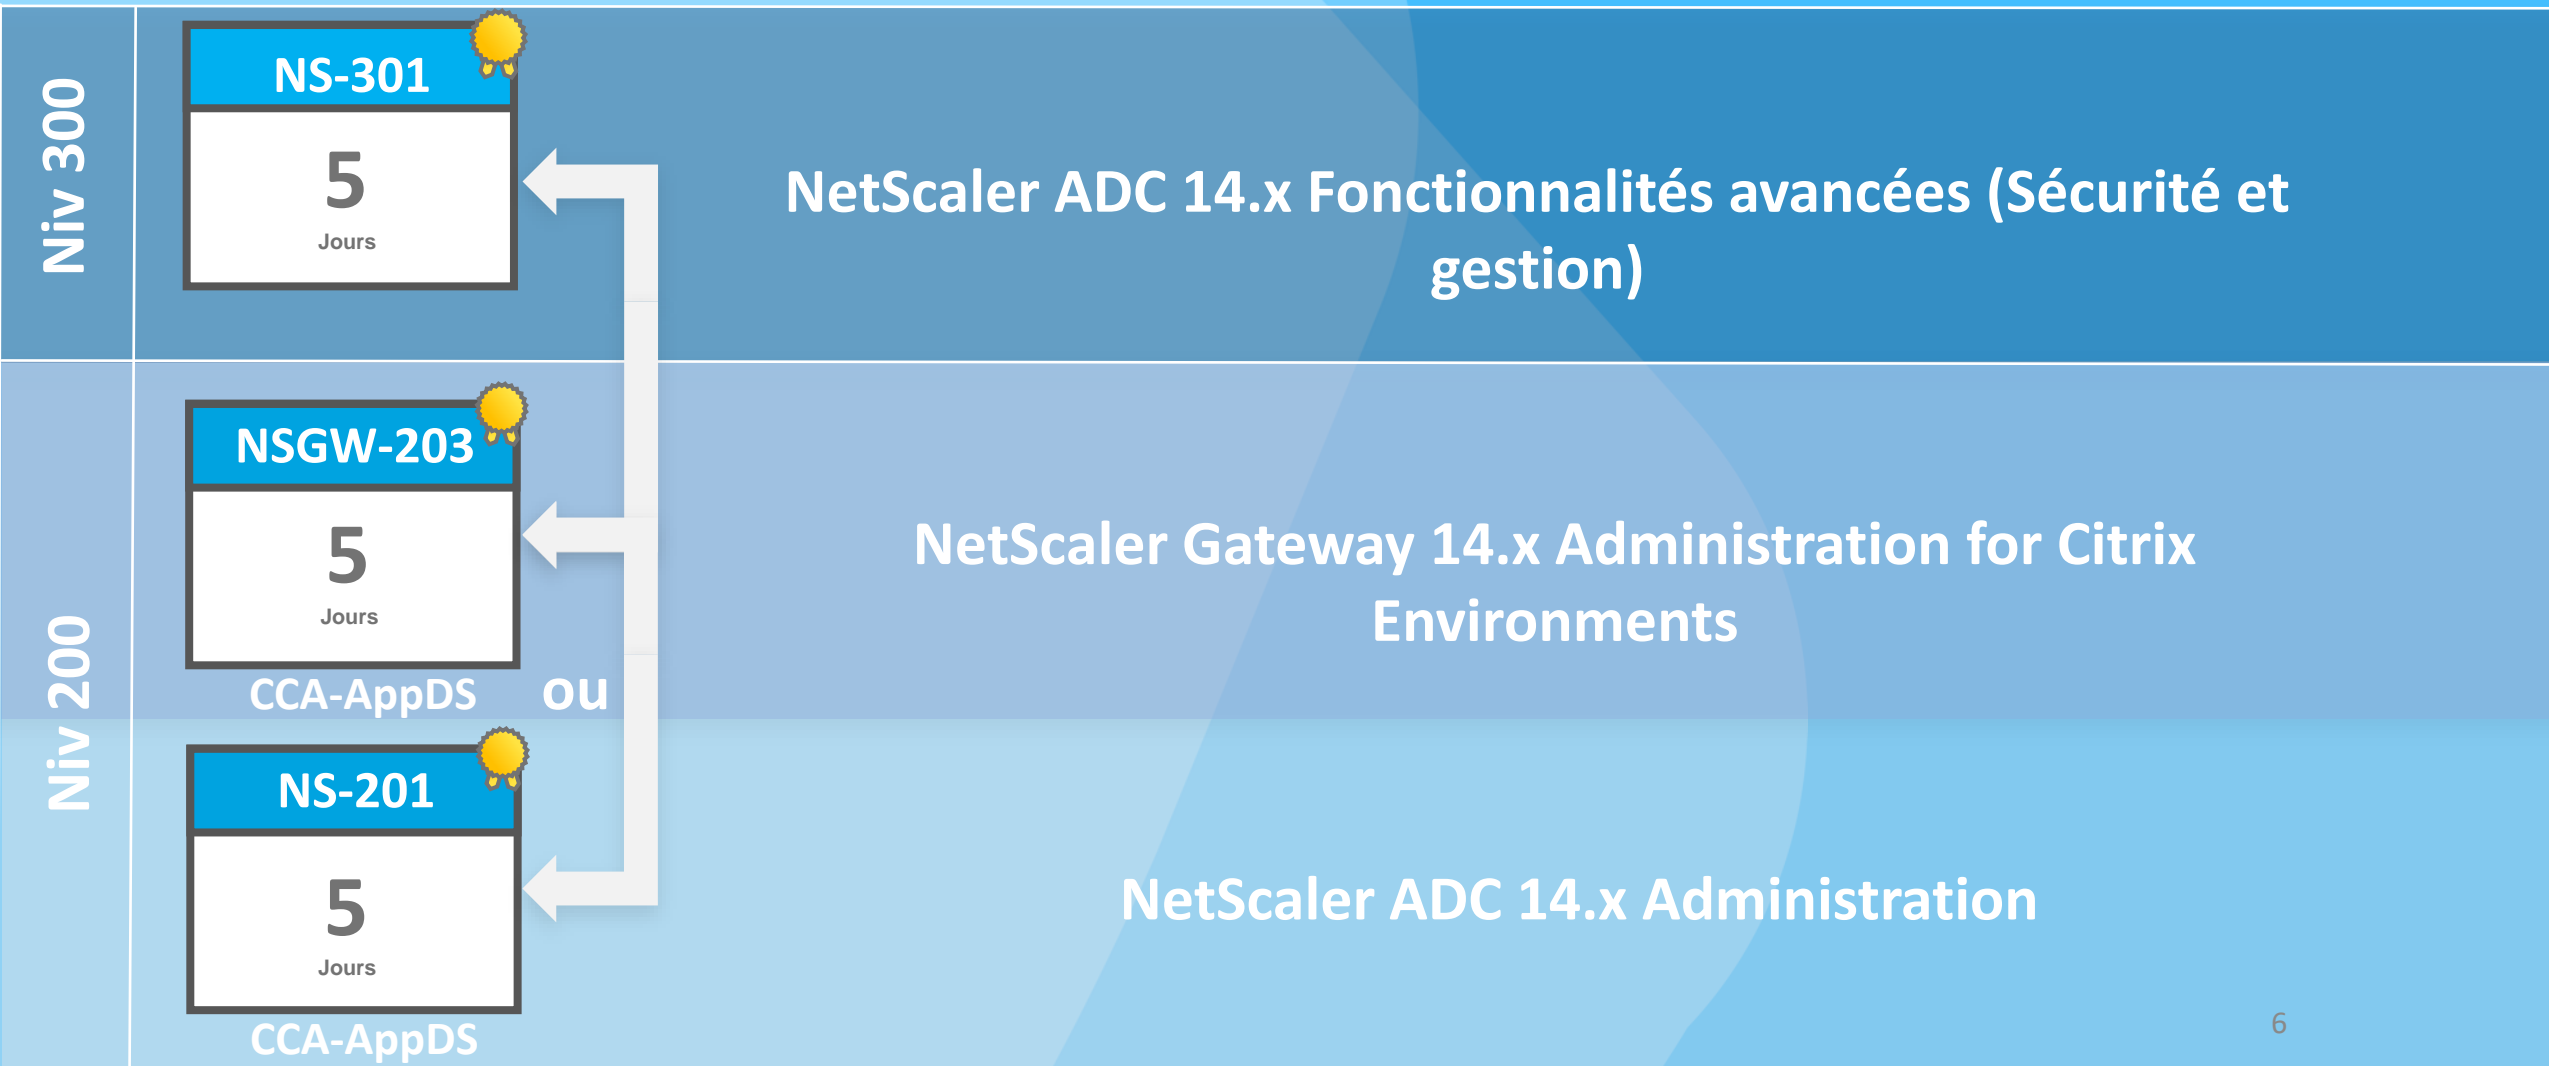 Niv 300
NS-301
5
Jours
NetScaler ADC 14.x Fonctionnalités avancées (Sécurité et
gestion)
Niv 200
NSGW-203
5
Jours
CCA-AppDS
ou
NetScaler Gateway 14.x Administration for Citrix
Environments
NS-201
5
Jours
CCA-AppDS
NetScaler ADC 14.x Administration
6